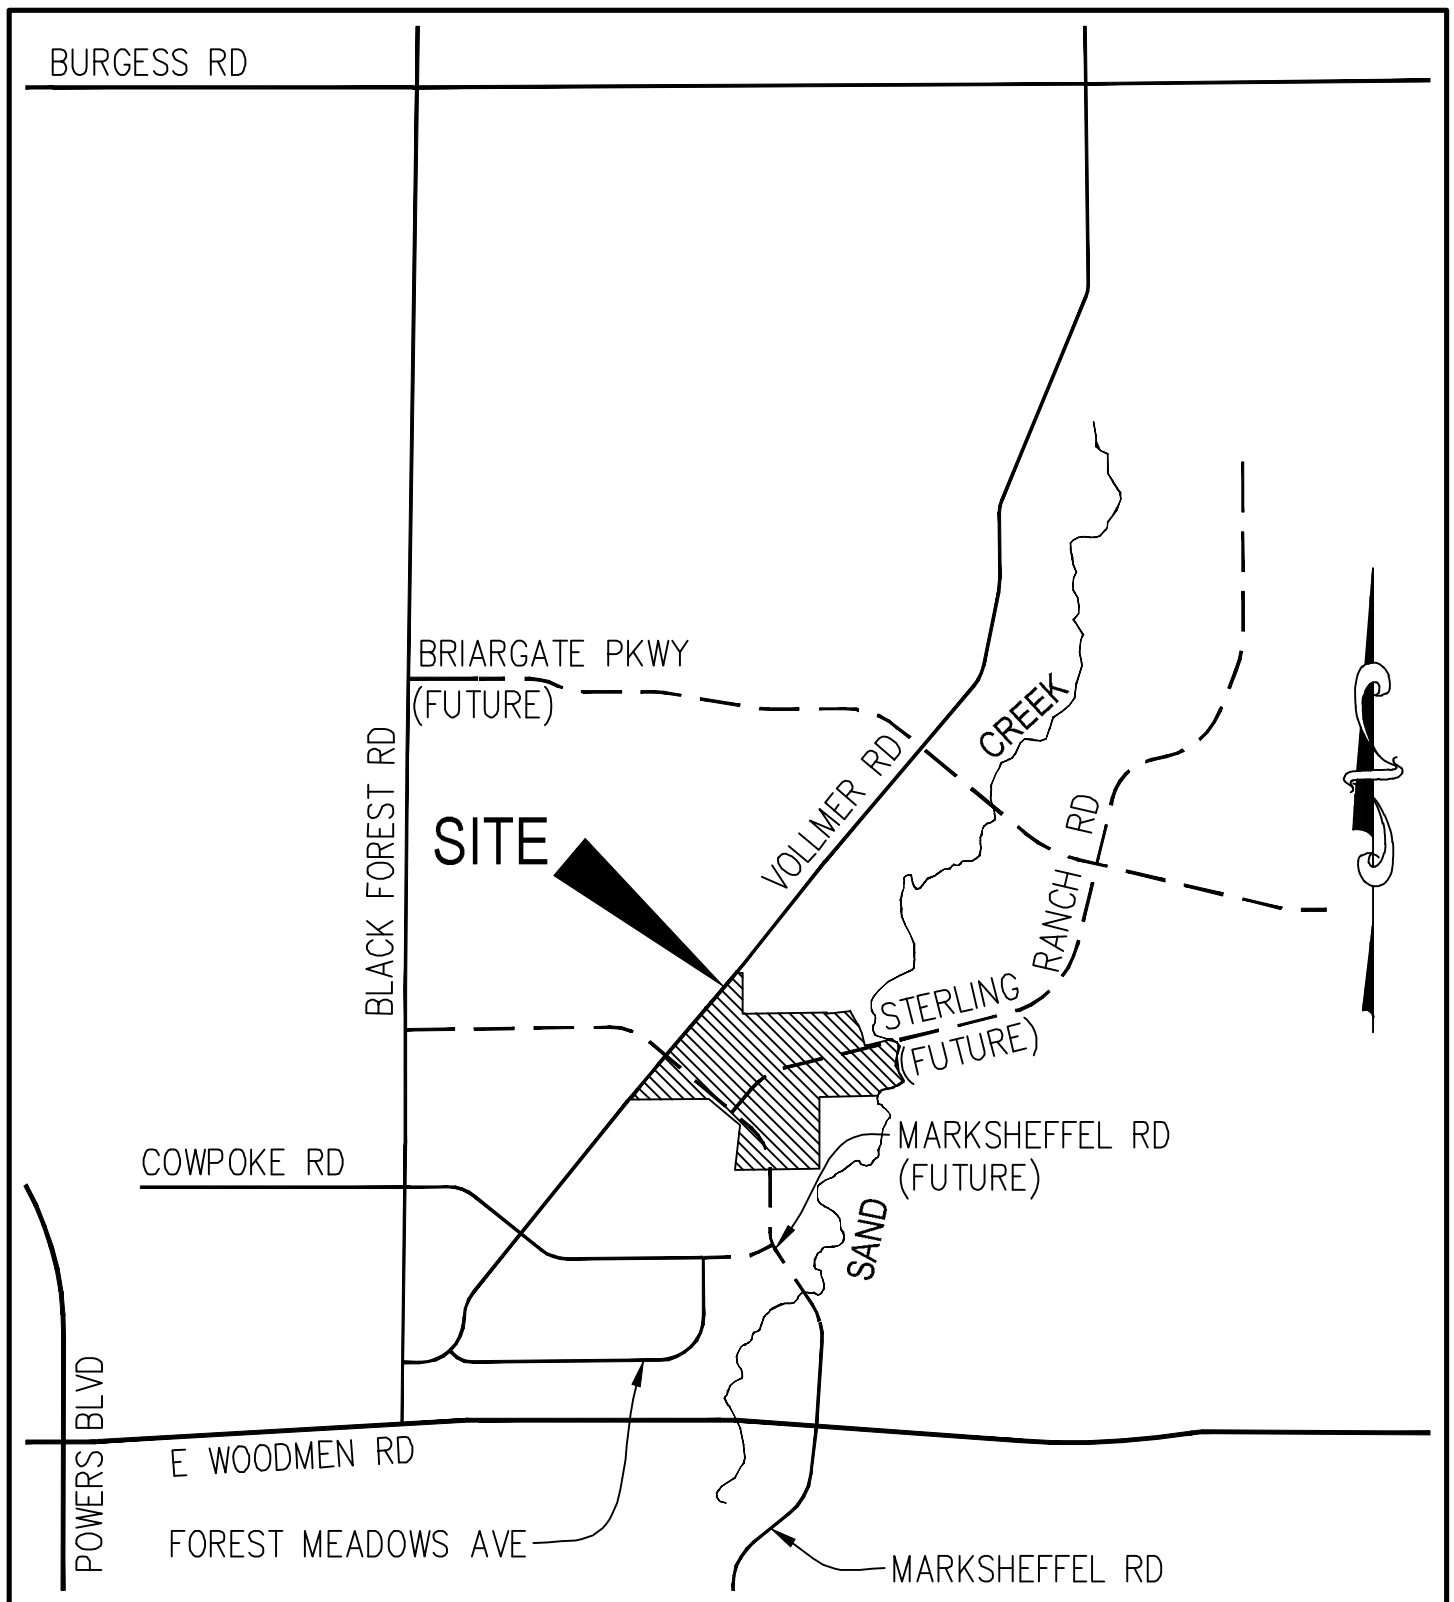 BURGESS RD
BRIARGATE PKWY
(FUTURE)
BLACK FOREST RD
SITE
VOLLMER RD
CREEK
RANCH RD
STERLING
(FUTURE)
MARKSHEFFEL RD
(FUTURE)
COWPOKE RD
SAND
POWERS BLVD
E WOODMEN RD
FOREST MEADOWS AVE
MARKSHEFFEL RD